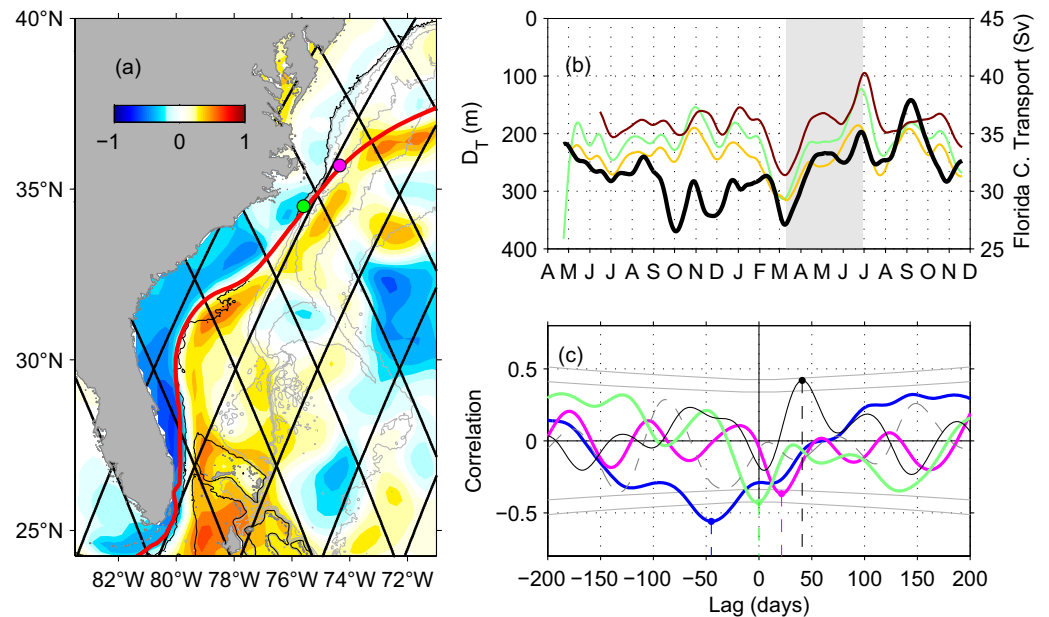 (a)
−1 0 1
40°N
35°N
30°N
25°N
82°W 80°W 78°W 76°W 74°W 72°W
(b)
D_T (m)
0
100
200
300
400
Florida C. Transport (Sv)
45
40
35
30
25
A M J J A S O N D J F M A M J J A S O N D
(c)
Correlation
0.5
0
−0.5
−200 −150 −100 −50 0 50 100 150 200
Lag (days)